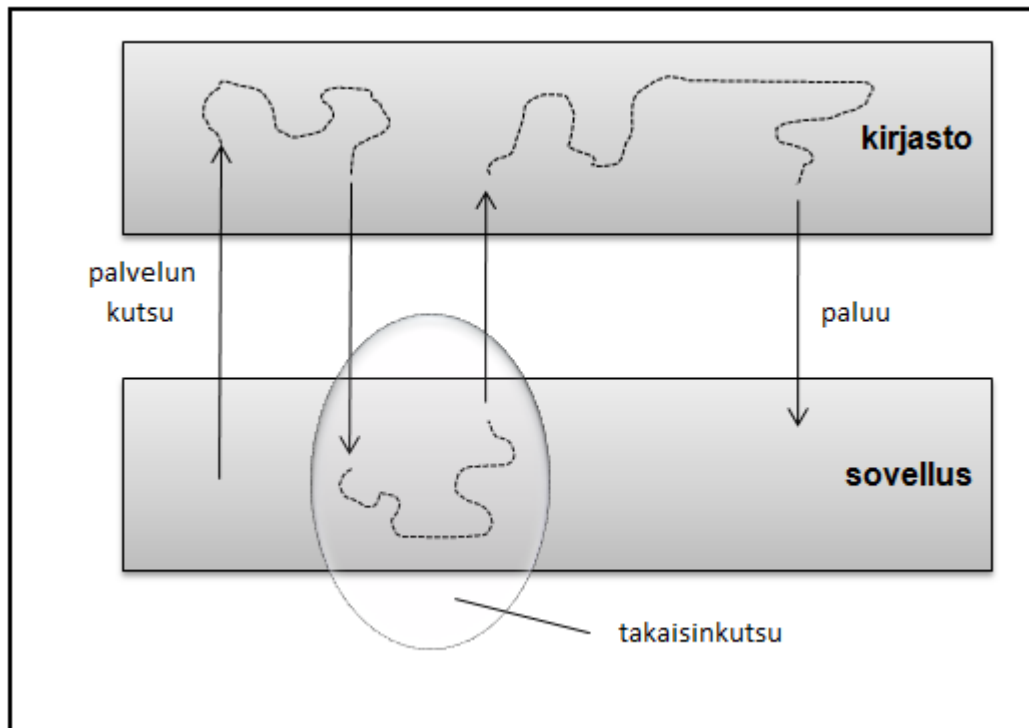 kirjasto
palvelun
kutsu
paluu
sovellus
takaisinkutsu